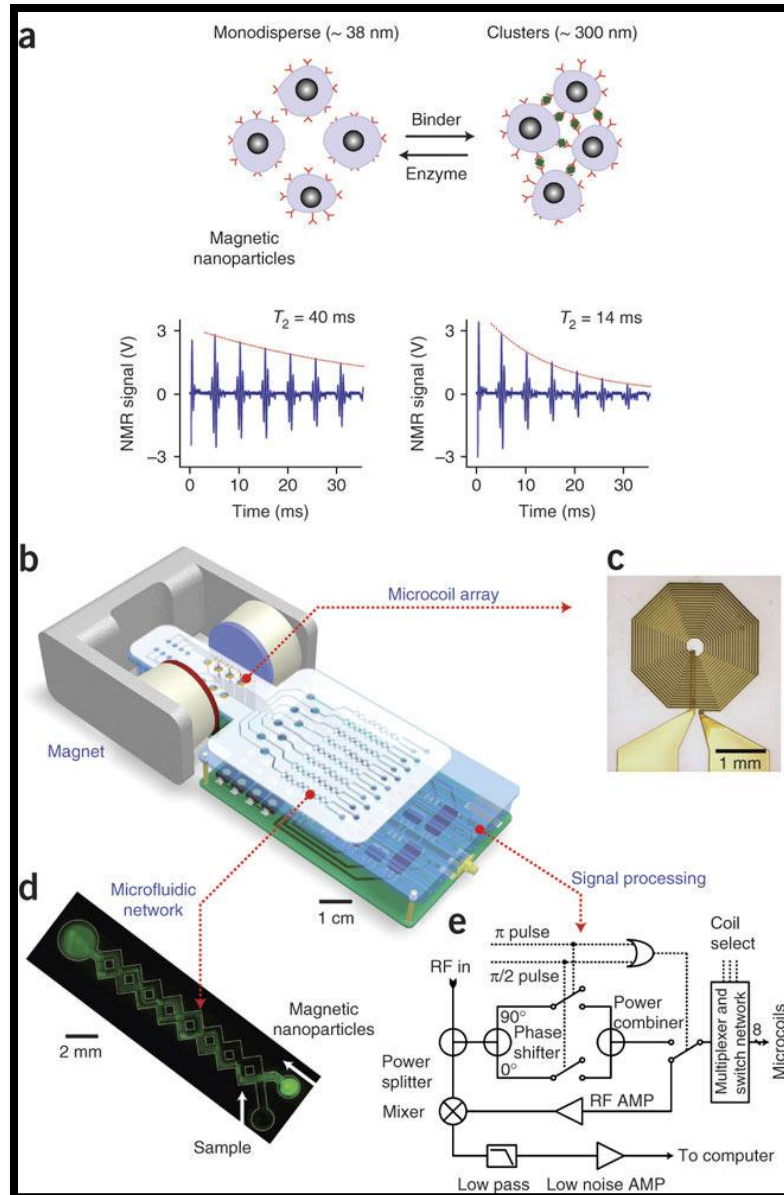 a
Monodisperse (~ 38 nm)
Clusters (~ 300 nm)
Binder
Enzyme
Magnetic
nanoparticles
T2 = 40 ms
NMR signal (V)
3
0
–3
0 10 20 30
Time (ms)
T2 = 14 ms
NMR signal (V)
3
0
–3
0 10 20 30
Time (ms)
b
Microcoil array
Magnet
1 cm
c
1 mm
d
Microfluidic
network
2 mm
Magnetic
nanoparticles
Sample
Signal processing
e
π pulse
π/2 pulse
RF in
Coil
select
90°
Phase
shifter
0°
Power
combiner
Power
splitter
Multiplexer and
switch network
8
Microcoils
Mixer
RF AMP
To computer
Low pass
Low noise AMP